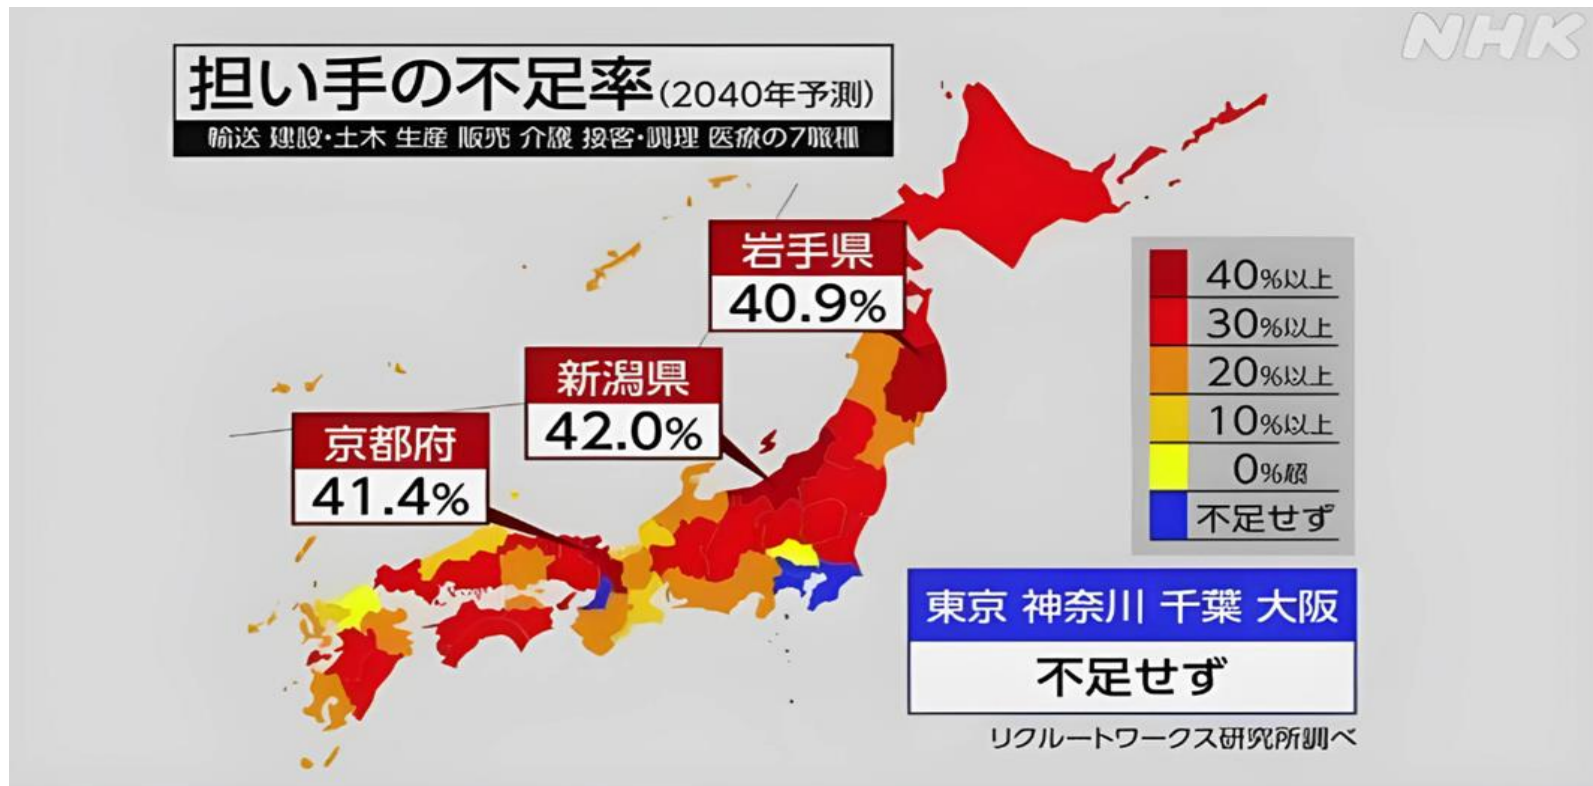 NHK
担い手の不足率(2040年予測)
輸送 建設・土木 生産 販売 介護 接客・調理 医療の7職種
岩手県
40.9%
新潟県
42.0%
京都府
41.4%
40%以上
30%以上
20%以上
10%以上
0%超
不足せず
東京 神奈川 千葉 大阪
不足せず
リクルートワークス研究所調べ